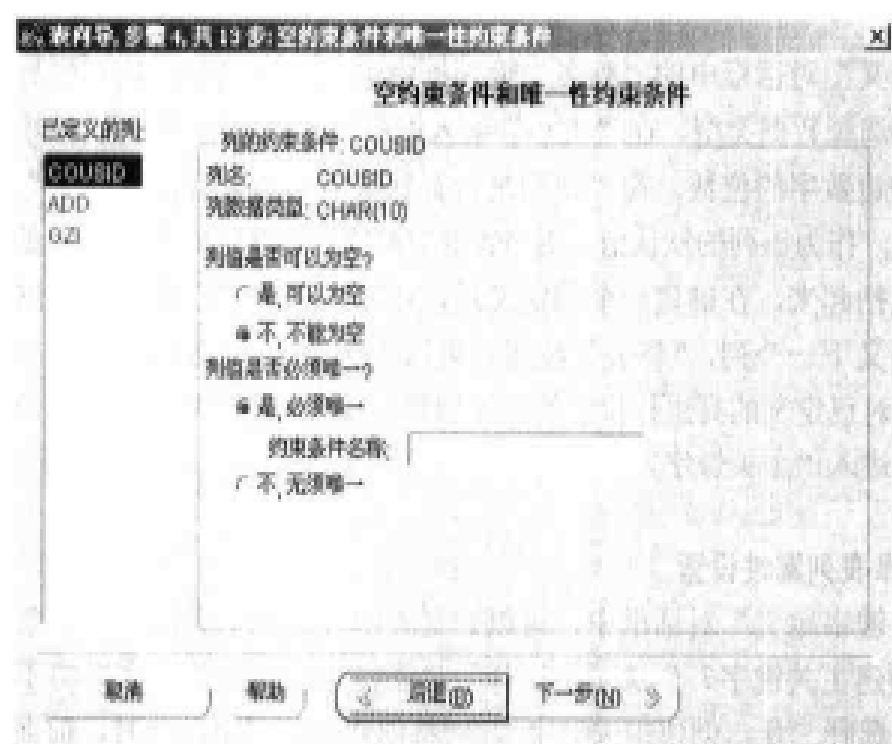 表向导, 步骤 4, 共 13 步: 空约束条件和唯一性约束条件
空约束条件和唯一性约束条件
已定义的列:
COUBID
ADD
OZI
列的约束条件: COUBID
列名: COUBID
列数据类型: CHAR(10)
列值是否可以为空?
是, 可以为空
不, 不能为空
列值是否必须唯一?
是, 必须唯一
约束条件名称:
不, 无须唯一
取消
帮助
后退(B)
下一步(N)